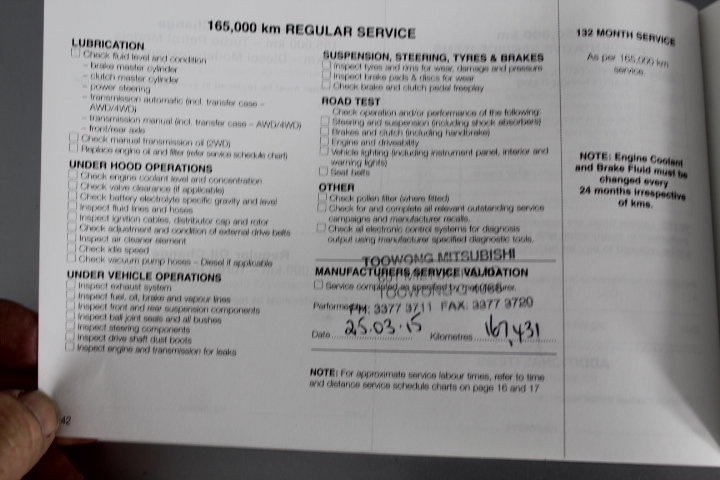 165,000 km REGULAR SERVICE
LUBRICATION
Check fluid level and condition
– brake master cylinder
– clutch master cylinder
– power steering
– transmission automatic (incl. transfer case –
AWD/4WD)
– transmission manual (incl. transfer case – AWD/4WD)
– front/rear axle
Check manual transmission oil (2WD)
Replace engine oil and filter (refer service schedule chart)
UNDER HOOD OPERATIONS
Check engine coolant level and concentration
Check valve clearance (if applicable)
Check battery electrolyte specific gravity and level
Inspect fluid lines and hoses
Inspect ignition cables, distributor cap and rotor
Check adjustment and condition of external drive belts
Inspect air cleaner element
Check idle speed
Check vacuum pump hoses – Diesel if applicable
UNDER VEHICLE OPERATIONS
Inspect exhaust system
Inspect fuel, oil, brake and vapour lines
Inspect front and rear suspension components
Inspect ball joint seals and all bushes
Inspect steering components
Inspect drive shaft dust boots
Inspect engine and transmission for leaks
42
SUSPENSION, STEERING, TYRES & BRAKES
Inspect tyres and rims for wear, damage and pressure
Inspect brake pads & discs for wear
Check brake and clutch pedal freeplay
ROAD TEST
Check operation and/or performance of the following:
Steering and suspension (including shock absorbers)
Brakes and clutch (including handbrake)
Engine and driveability
Vehicle lighting (including instrument panel, interior and
warning lights)
Seat belts
OTHER
Check pollen filter (where fitted)
Check for and complete all relevant outstanding service
campaigns and manufacturer recalls.
Check all electronic control systems for diagnosis
output using manufacturer specified diagnostic tools.
TOOWONG MITSUBISHI
MANUFACTURERS SERVICE VALIDATION
Service completed as specified by manufacturer.
TOOWONG
Performed
PH: 3377 3711 FAX: 3377 3720
Date 25.03.15 Kilometres 167,431
NOTE: For approximate service labour times, refer to time
and distance service schedule charts on page 16 and 17
132 MONTH SERVICE
As per 165,000 km
service.
NOTE: Engine Coolant
and Brake Fluid must be
changed every
24 months irrespective
of kms.